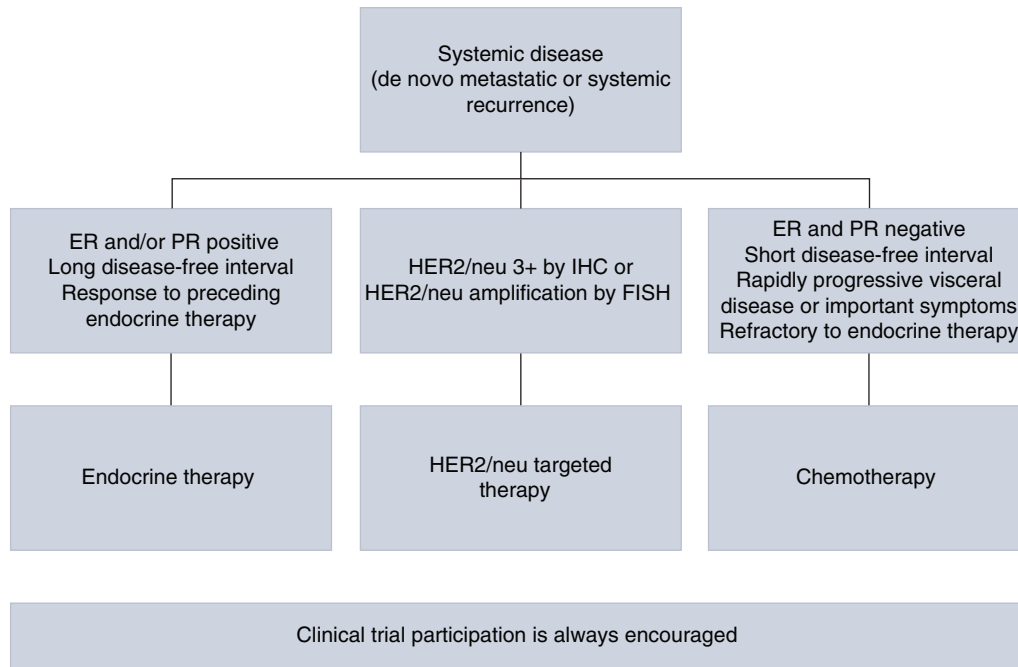 Systemic disease
(de novo metastatic or systemic
recurrence)
ER and/or PR positive
Long disease-free interval
Response to preceding
endocrine therapy
HER2/neu 3+ by IHC or
HER2/neu amplification by FISH
ER and PR negative
Short disease-free interval
Rapidly progressive visceral
disease or important symptoms
Refractory to endocrine therapy
Endocrine therapy
HER2/neu targeted
therapy
Chemotherapy
Clinical trial participation is always encouraged